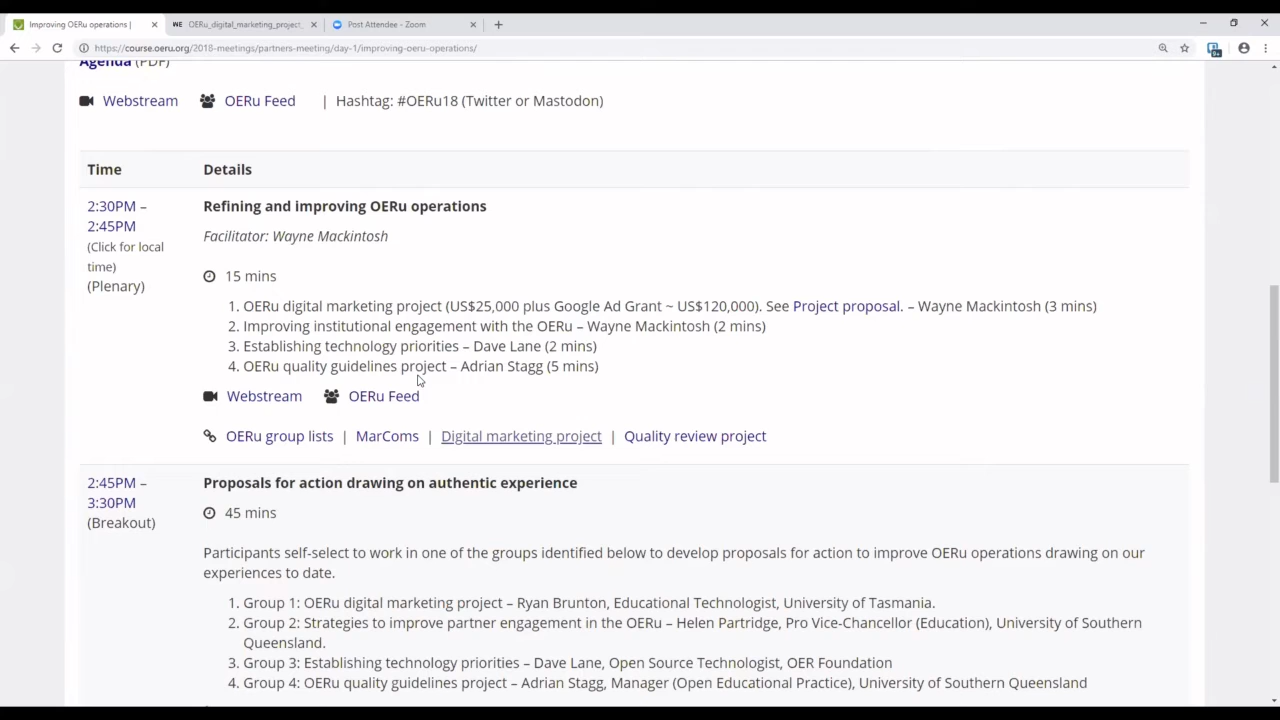 Improving OERu operations |
WE OERu_digital_marketing_project_
Post Attendee - Zoom
https://course.oeru.org/2018-meetings/partners-meeting/day-1/improving-oeru-operations/
Agenda (PDF)
Webstream OERu Feed | Hashtag: #OERu18 (Twitter or Mastodon)
Time Details
2:30PM –
2:45PM
(Click for local
time)
(Plenary)
Refining and improving OERu operations
Facilitator: Wayne Mackintosh
15 mins
1. OERu digital marketing project (US$25,000 plus Google Ad Grant ~ US$120,000). See Project proposal. – Wayne Mackintosh (3 mins)
2. Improving institutional engagement with the OERu – Wayne Mackintosh (2 mins)
3. Establishing technology priorities – Dave Lane (2 mins)
4. OERu quality guidelines project – Adrian Stagg (5 mins)
Webstream OERu Feed
OERu group lists | MarComs | Digital marketing project | Quality review project
2:45PM –
3:30PM
(Breakout)
Proposals for action drawing on authentic experience
45 mins
Participants self-select to work in one of the groups identified below to develop proposals for action to improve OERu operations drawing on our
experiences to date.
1. Group 1: OERu digital marketing project – Ryan Brunton, Educational Technologist, University of Tasmania.
2. Group 2: Strategies to improve partner engagement in the OERu – Helen Partridge, Pro Vice-Chancellor (Education), University of Southern
Queensland.
3. Group 3: Establishing technology priorities – Dave Lane, Open Source Technologist, OER Foundation
4. Group 4: OERu quality guidelines project – Adrian Stagg, Manager (Open Educational Practice), University of Southern Queensland